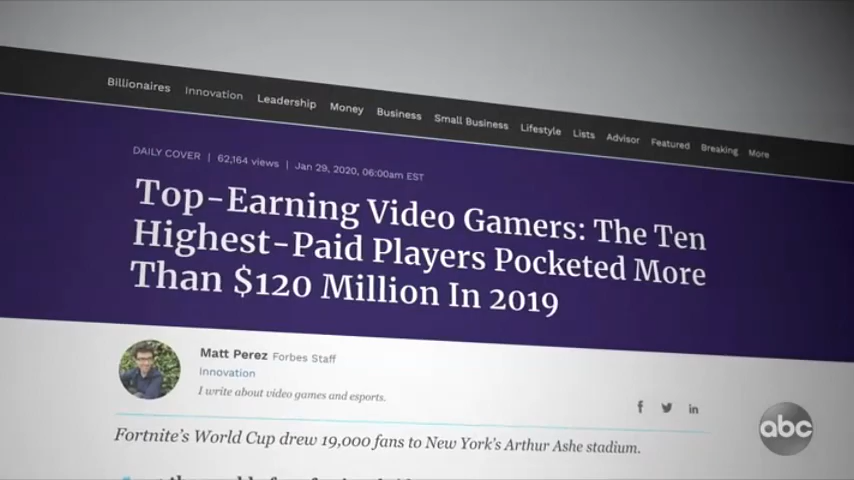 Billionaires Innovation Leadership Money Business Small Business Lifestyle Lists Advisor Featured Breaking More
DAILY COVER | 62,164 views | Jan 29, 2020, 06:00am EST
Top-Earning Video Gamers: The Ten
Highest-Paid Players Pocketed More
Than $120 Million In 2019
Matt Perez Forbes Staff
Innovation
I write about video games and esports.
f in
abc
Fortnite's World Cup drew 19,000 fans to New York's Arthur Ashe stadium.